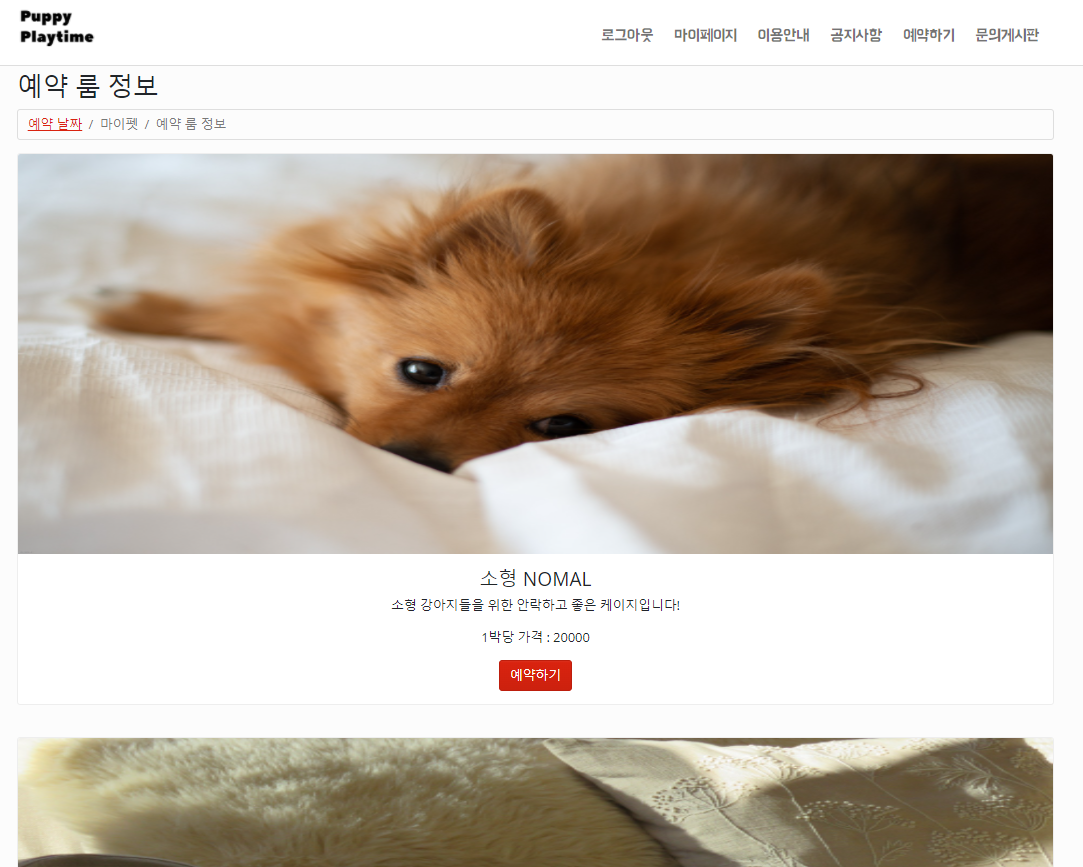 Puppy
Playtime
로그아웃 마이페이지 이용안내 공지사항 예약하기 문의게시판
예약 룸 정보
예약 날짜 / 마이펫 / 예약 룸 정보
소형 NOMAL
소형 강아지들을 위한 안락하고 좋은 케이지입니다!
1박당 가격 : 20000
예약하기